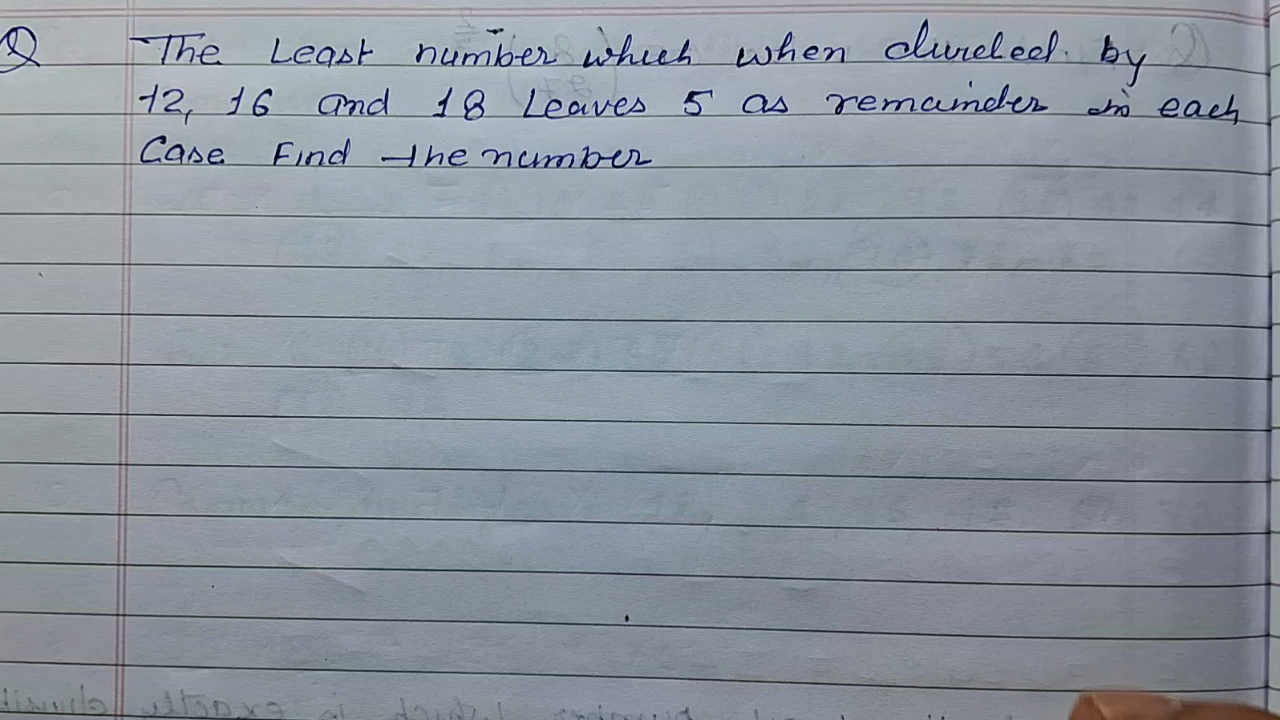 Q The Least number which when divided by
12, 16 and 18 Leaves 5 as remainder in each
Case Find the number